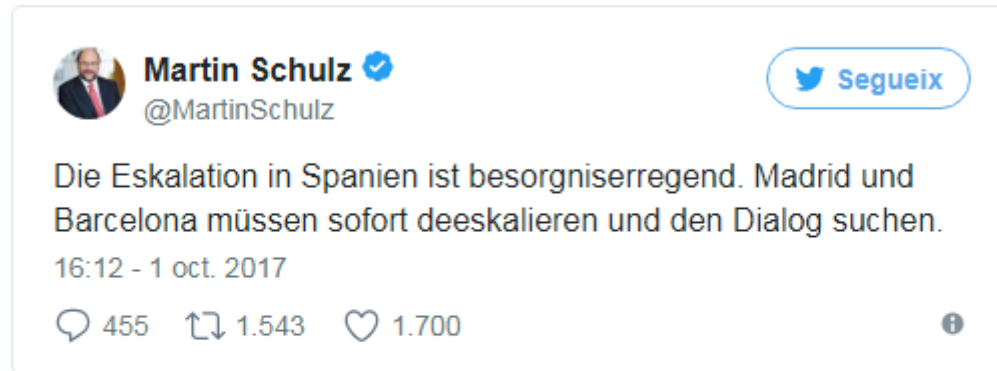 Martin Schulz
Segueix
@MartinSchulz
Die Eskalation in Spanien ist besorgniserregend. Madrid und
Barcelona müssen sofort deeskalieren und den Dialog suchen.
16:12 - 1 oct. 2017
455 1.543 1.700